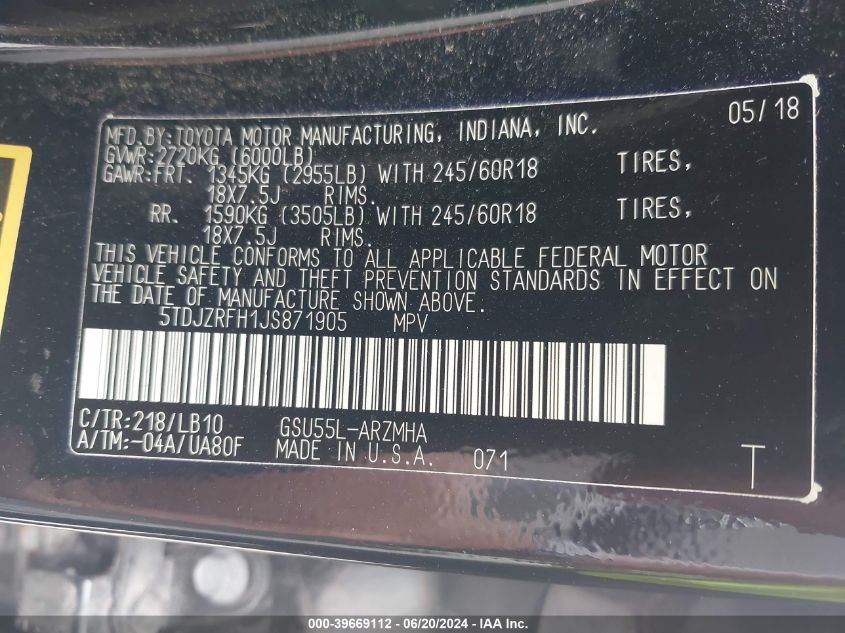 05/18
MFD.BY:TOYOTA MOTOR MANUFACTURING, INDIANA, INC.
GVWR:2720KG (6000LB)
GAWR:FRT. 1345KG (2955LB) WITH 245/60R18 TIRES,
18X7.5J RIMS.
RR. 1590KG (3505LB) WITH 245/60R18 TIRES,
18X7.5J RIMS.
THIS VEHICLE CONFORMS TO ALL APPLICABLE FEDERAL MOTOR
VEHICLE SAFETY AND THEFT PREVENTION STANDARDS IN EFFECT ON
THE DATE OF MANUFACTURE SHOWN ABOVE.
5TDJZRFH1JS871905 MPV
C/TR:218/LB10 GSU55L-ARZMHA
A/TM:-04A/UA80F MADE IN U.S.A. 071
T
000-39669112 / 06/20/2024 - IAA Inc.